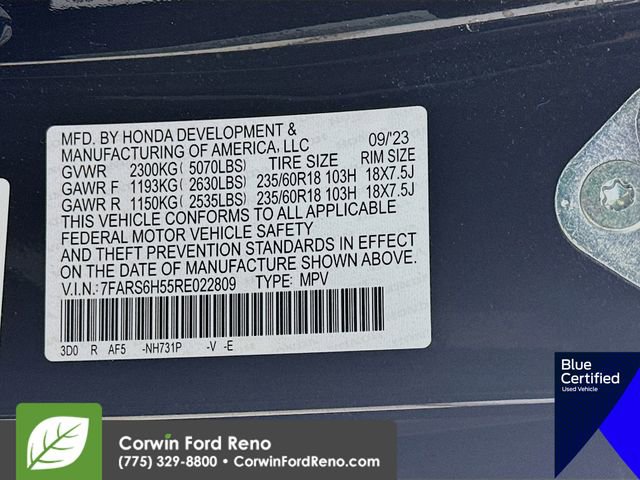 MFD. BY HONDA DEVELOPMENT &
MANUFACTURING OF AMERICA, LLC 09/'23
GVWR 2300KG( 5070LBS) TIRE SIZE RIM SIZE
GAWR F 1193KG( 2630LBS) 235/60R18 103H 18X7.5J
GAWR R 1150KG( 2535LBS) 235/60R18 103H 18X7.5J
THIS VEHICLE CONFORMS TO ALL APPLICABLE
FEDERAL MOTOR VEHICLE SAFETY
AND THEFT PREVENTION STANDARDS IN EFFECT
ON THE DATE OF MANUFACTURE SHOWN ABOVE.
V.I.N.: 7FARS6H55RE022809 TYPE: MPV
3D0 R AF5 -NH731P -V -E
Blue
Certified
Used Vehicle
Corwin Ford Reno
(775) 329-8800 • CorwinFordReno.com